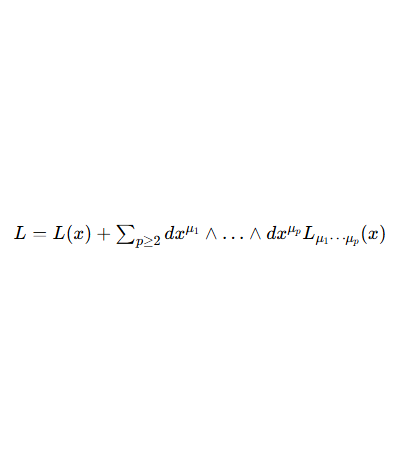 L = L(x) + ∑_{p≥2} dx^{μ_1} ∧ … ∧ dx^{μ_p} L_{μ_1⋯μ_p}(x)